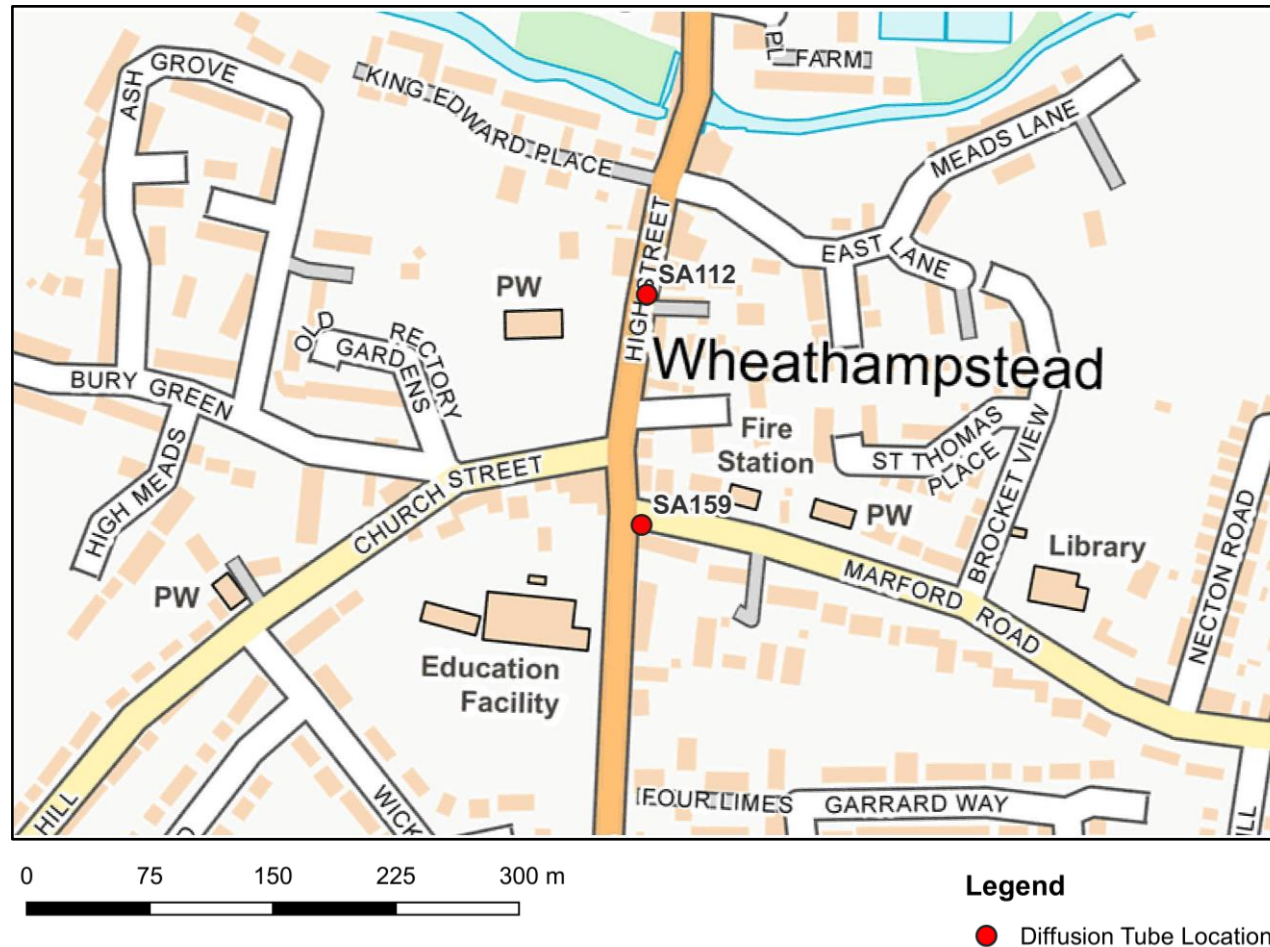 PL
FARM
ASH
GROVE
KING EDWARD PLACE
MEADS LANE
EAST LANE
HIGH STREET
SA112
PW
OLD
RECTORY
GARDENS
Wheathampstead
BURY GREEN
HIGH MEADS
CHURCH STREET
Fire
Station
ST THOMAS
PLACE
BROCKET VIEW
SA159
PW
Library
NECTON ROAD
MARFORD ROAD
PW
Education
Facility
HILL
WICK
FOUR LIMES
GARRARD WAY
ILL
0 75 150 225 300 m
Legend
Diffusion Tube Location